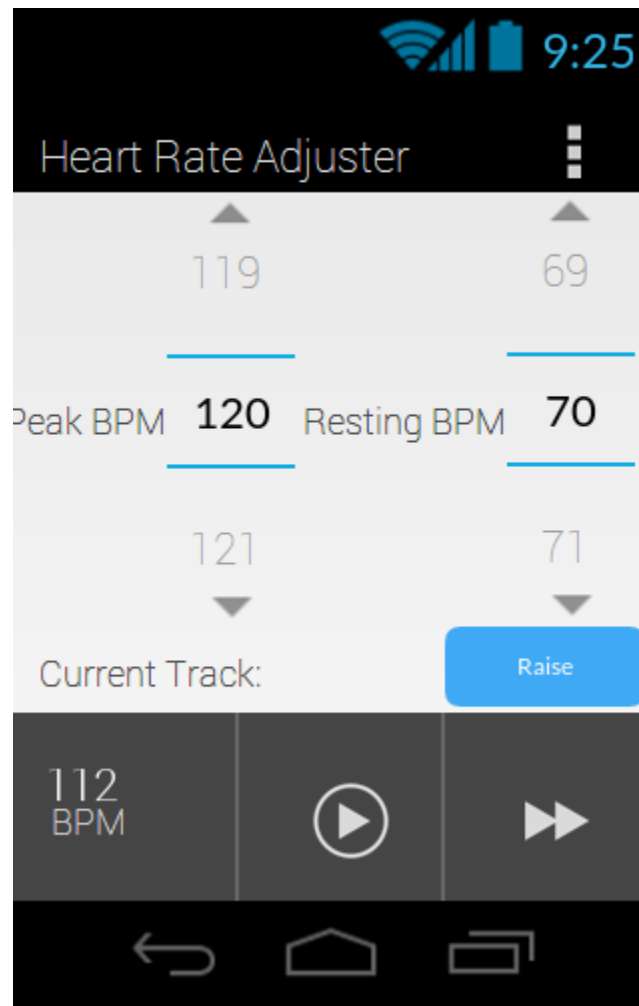 9:25
Heart Rate Adjuster
119 69
Peak BPM 120 Resting BPM 70
121 71
Current Track: Raise
112
BPM